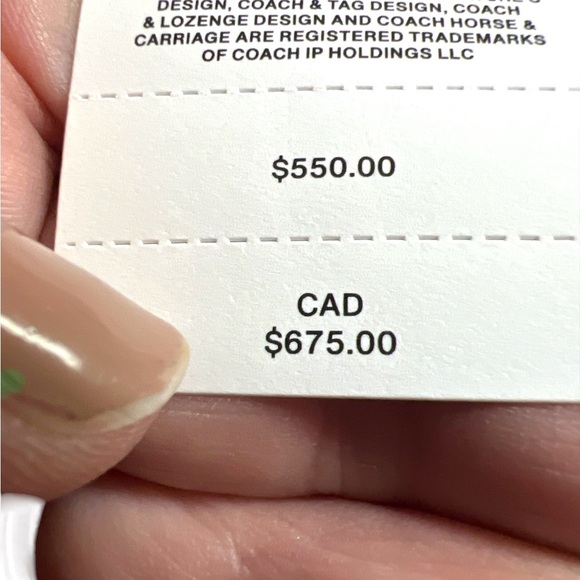 DESIGN, COACH & TAG DESIGN, COACH
& LOZENGE DESIGN AND COACH HORSE &
CARRIAGE ARE REGISTERED TRADEMARKS
OF COACH IP HOLDINGS LLC
$550.00
CAD
$675.00